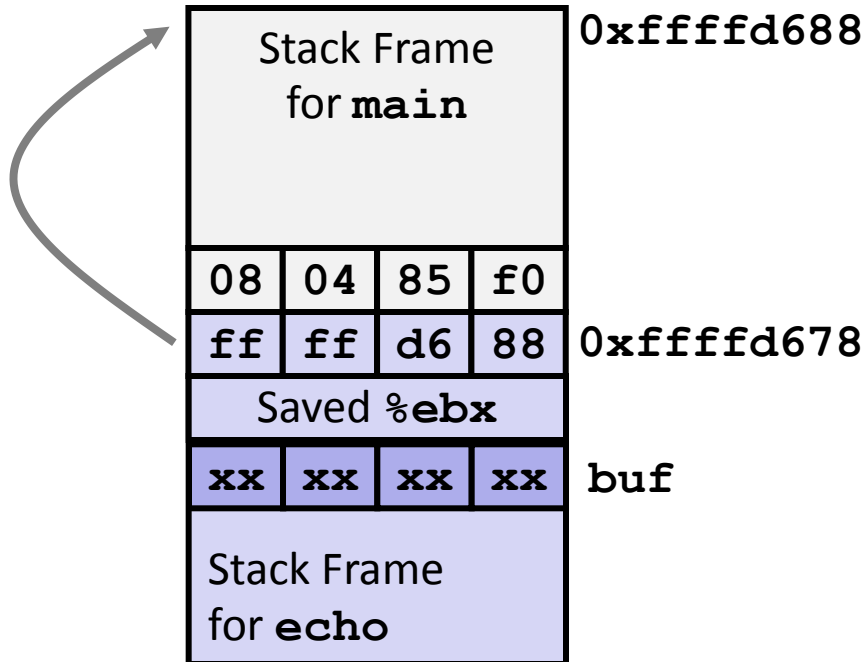 Stack Frame
0xffffd688
for main
08 04 85 f0
ff ff d6 88
0xffffd678
Saved %ebx
xx xx xx xx
buf
Stack Frame
for echo